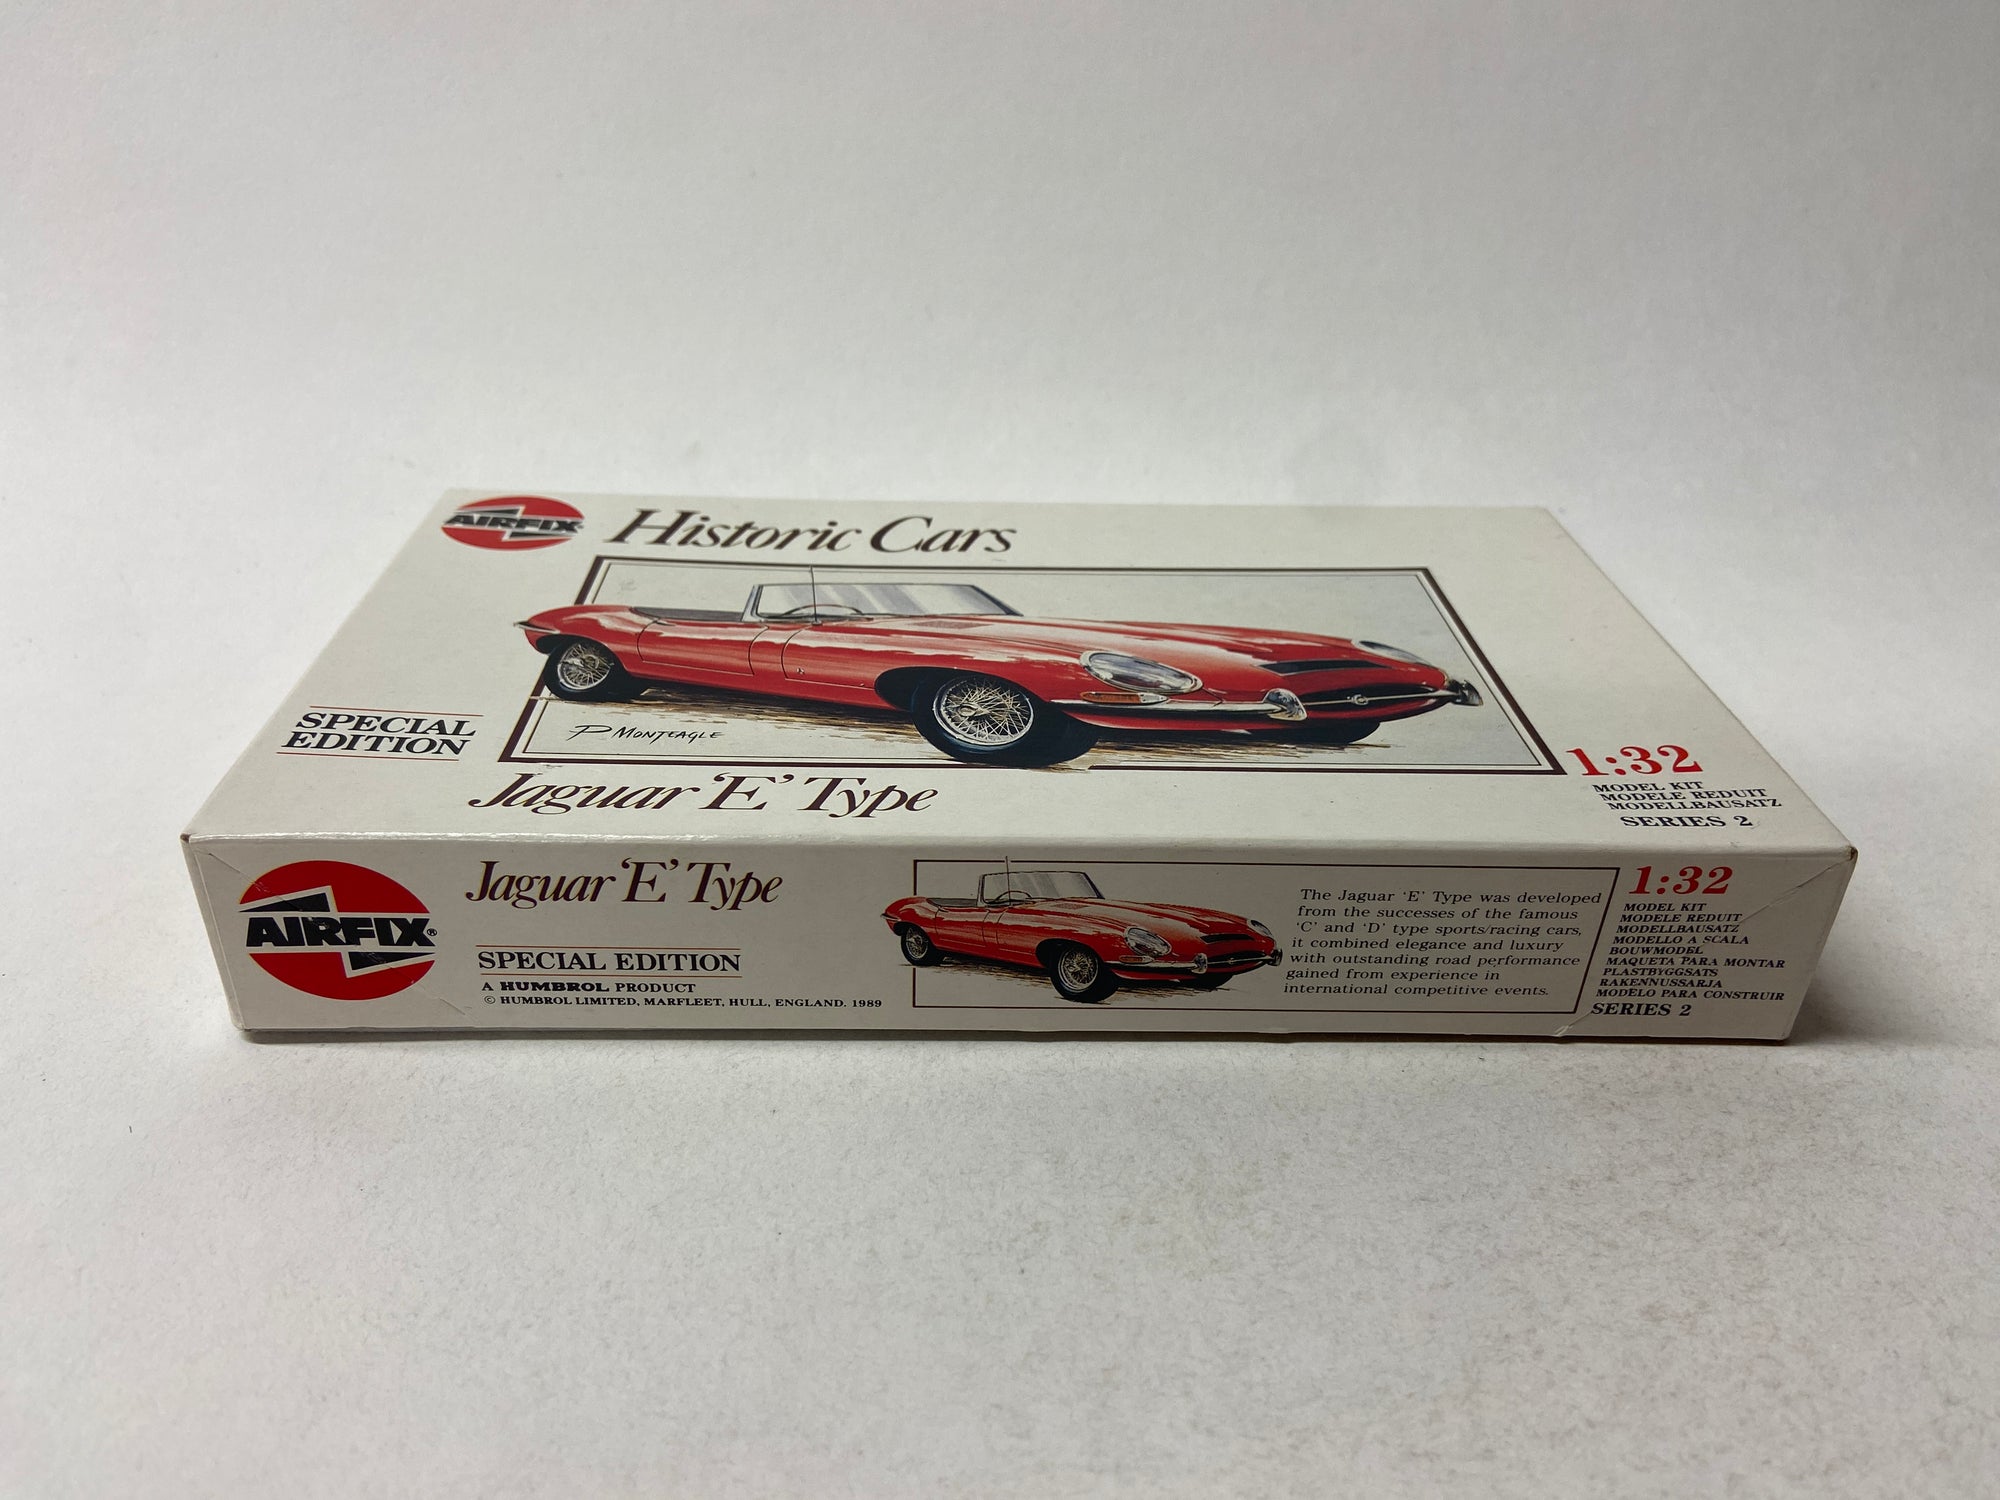 AIRFIX
Historic Cars
P MONTEAGLE
SPECIAL
EDITION
Jaguar 'E' Type
1:32
MODEL KIT
MODELE REDUIT
MODELLBAUSATZ
SERIES 2
AIRFIX®
Jaguar 'E' Type
SPECIAL EDITION
A HUMBROL PRODUCT
© HUMBROL LIMITED, MARFLEET, HULL, ENGLAND. 1989
The Jaguar 'E' Type was developed
from the successes of the famous
'C' and 'D' type sports/racing cars,
it combined elegance and luxury
with outstanding road performance
gained from experience in
international competitive events.
1:32
MODEL KIT
MODELE REDUIT
MODELLBAUSATZ
MODELLO A SCALA
BOUWMODEL
MAQUETA PARA MONTAR
PLASTBYGGSATS
RAKENNUSSARJA
MODELO PARA CONSTRUIR
SERIES 2